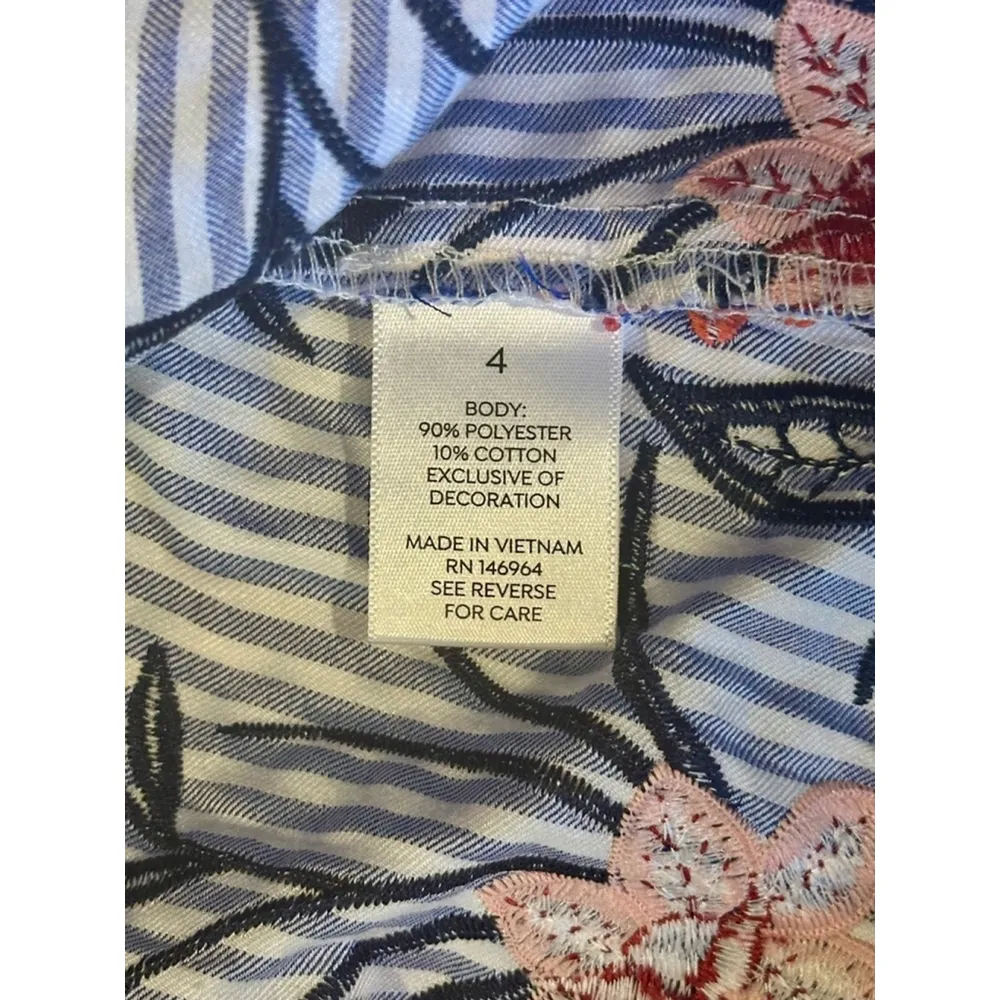 4
BODY:
90% POLYESTER
10% COTTON
EXCLUSIVE OF
DECORATION
MADE IN VIETNAM
RN 146964
SEE REVERSE
FOR CARE